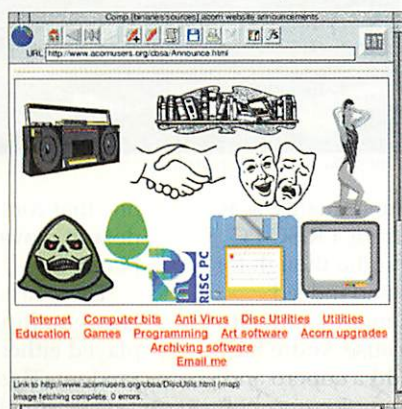 Comp.[binaries/sources].acorn website announcements
URL http://www.acornusers.org/cbsa/Announce.html
RISC PC
Internet Computer bits Anti Virus Disc Utilities Utilities
Education Games Programming Art software Acorn upgrades
Archiving software
Email me
Link to http://www.acornusers.org/cbsa/DiscUtils.html (map)
Image fetching complete. 0 errors.